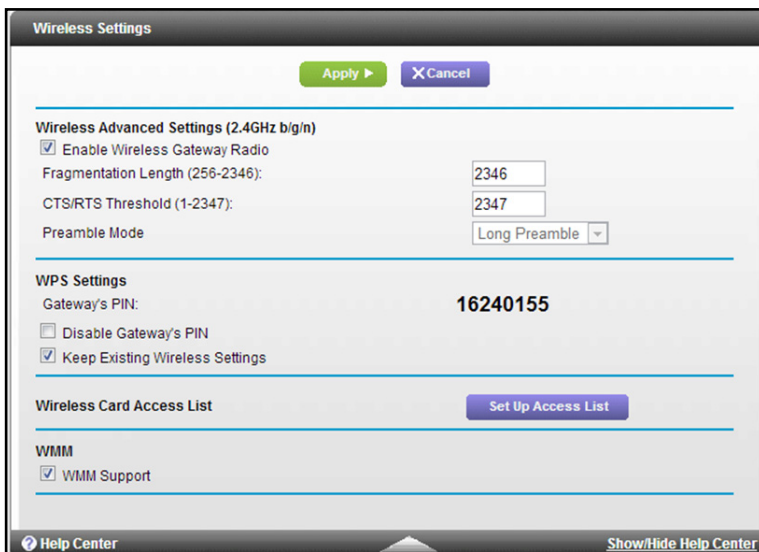 Wireless Settings
Apply
Cancel
Wireless Advanced Settings (2.4GHz b/g/n)
Enable Wireless Gateway Radio
Fragmentation Length (256-2346): 2346
CTS/RTS Threshold (1-2347): 2347
Preamble Mode Long Preamble
WPS Settings
Gateway's PIN: 16240155
Disable Gateway's PIN
Keep Existing Wireless Settings
Wireless Card Access List Set Up Access List
WMM
WMM Support
Help Center Show/Hide Help Center